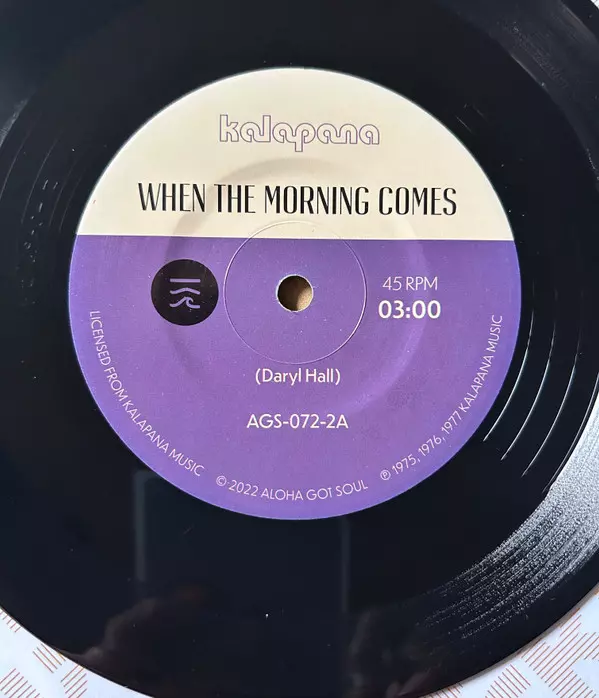 kalapana
WHEN THE MORNING COMES
45 RPM
03:00
(Daryl Hall)
AGS-072-2A
LICENSED FROM KALAPANA MUSIC
© 2022 ALOHA GOT SOUL
℗ 1975, 1976, 1977 KALAPANA MUSIC